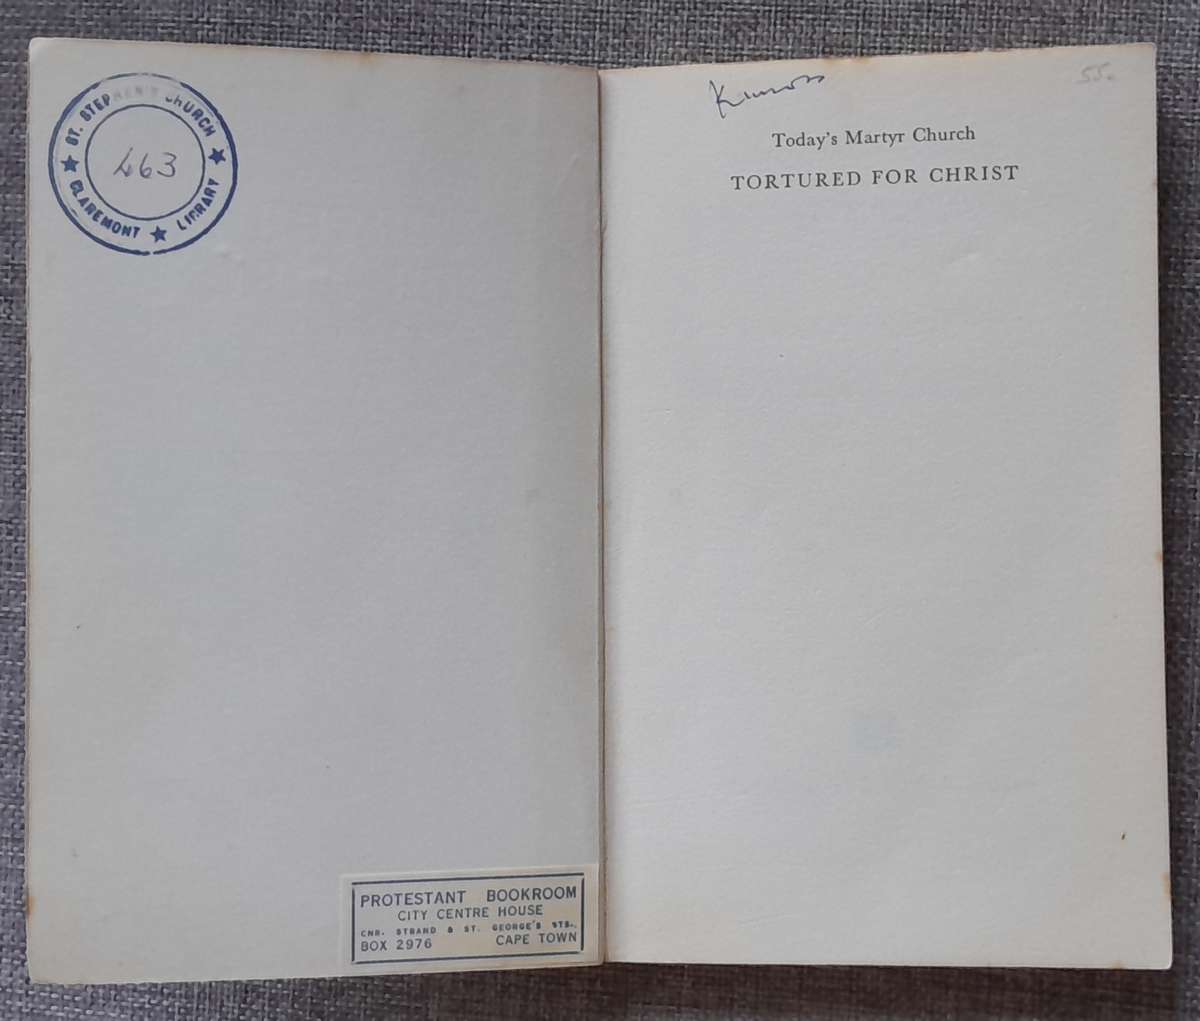 ST. STEPHEN'S CHURCH
463
CLAREMONT ★ LIBRARY
PROTESTANT BOOKROOM
CITY CENTRE HOUSE
CNR. STRAND & ST. GEORGE'S STS.,
BOX 2976 CAPE TOWN
55.
Today's Martyr Church
TORTURED FOR CHRIST